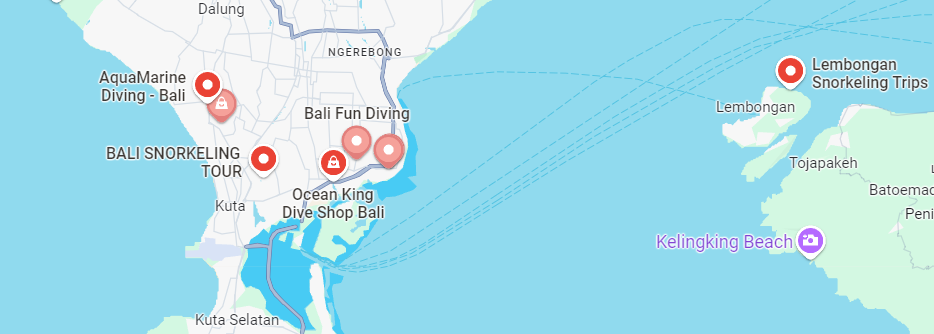 Dalung
NGEREBONG
AquaMarine
Diving - Bali
Lembongan
Snorkeling Trips
Bali Fun Diving
Lembongan
BALI SNORKELING
TOUR
Tojapakeh
Ocean King
Dive Shop Bali
Batoemad
Kuta
Peni
Kelingking Beach
Kuta Selatan